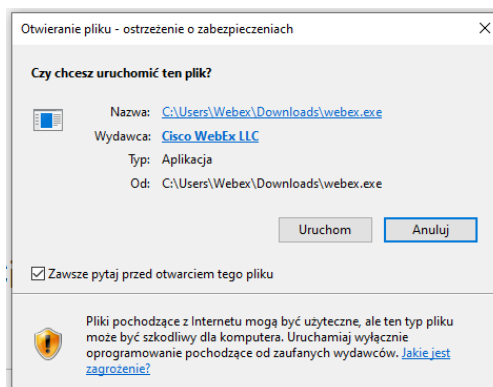 Otwieranie pliku - ostrzeżenie o zabezpieczeniach
Czy chcesz uruchomić ten plik?
Nazwa: C:\Users\Webex\Downloads\webex.exe
Wydawca: Cisco WebEx LLC
Typ: Aplikacja
Od: C:\Users\Webex\Downloads\webex.exe
Uruchom Anuluj
Zawsze pytaj przed otwarciem tego pliku
Pliki pochodzące z Internetu mogą być użyteczne, ale ten typ pliku
może być szkodliwy dla komputera. Uruchamiaj wyłącznie
oprogramowanie pochodzące od zaufanych wydawców. Jakie jest
zagrożenie?